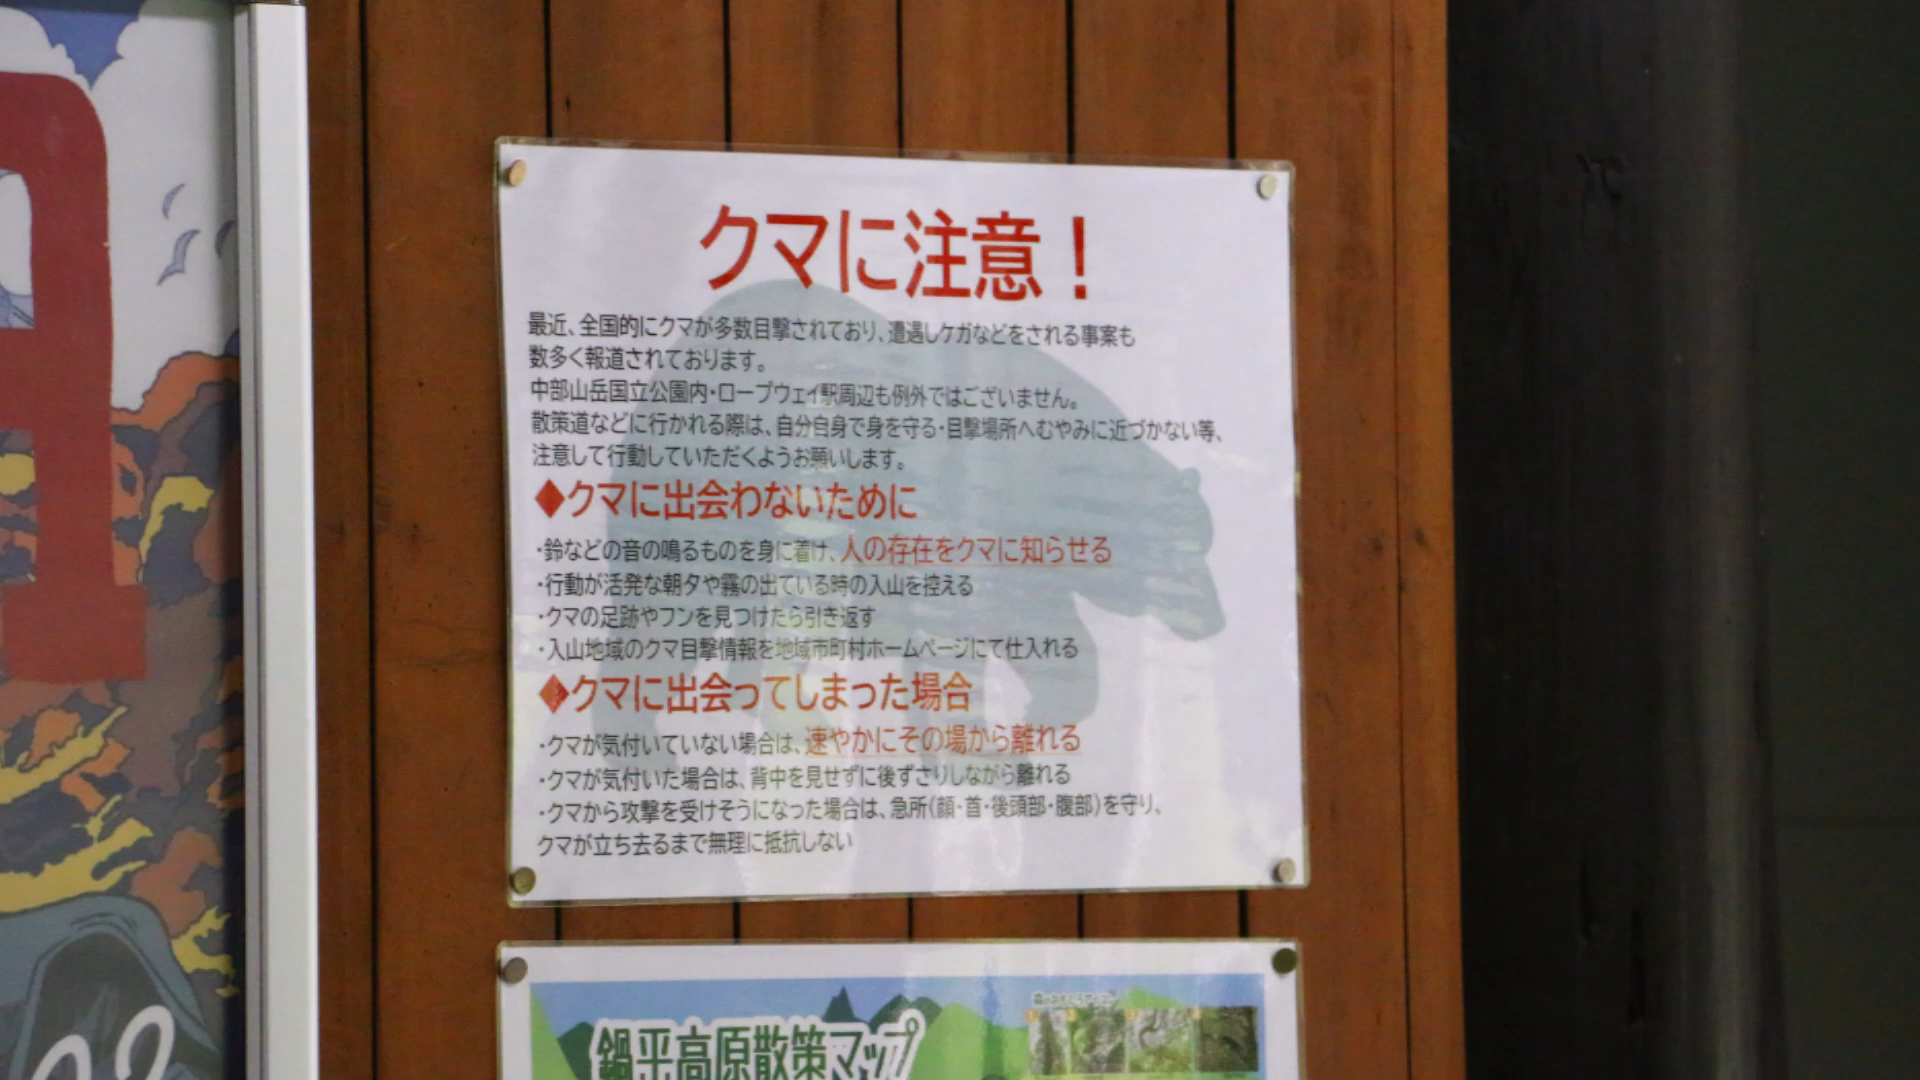 クマに注意！
最近、全国的にクマが多数目撃されており、遭遇しケガなどをされる事案も
数多く報道されております。
中部山岳国立公園内・ロープウェイ駅周辺も例外ではございません。
散策道などに行かれる際は、自分自身で身を守る・目撃場所へむやみに近づかない等、
注意して行動していただくようお願いします。
◆クマに出会わないために
・鈴などの音の鳴るものを身に着け、人の存在をクマに知らせる
・行動が活発な朝夕や霧の出ている時の入山を控える
・クマの足跡やフンを見つけたら引き返す
・入山地域のクマ目撃情報を地域市町村ホームページにて仕入れる
◆クマに出会ってしまった場合
・クマが気付いていない場合は、速やかにその場から離れる
・クマが気付いた場合は、背中を見せずに後ずさりしながら離れる
・クマから攻撃を受けそうになった場合は、急所(顔・首・後頭部・腹部)を守り、
クマが立ち去るまで無理に抵抗しない
鍋平高原散策マップ